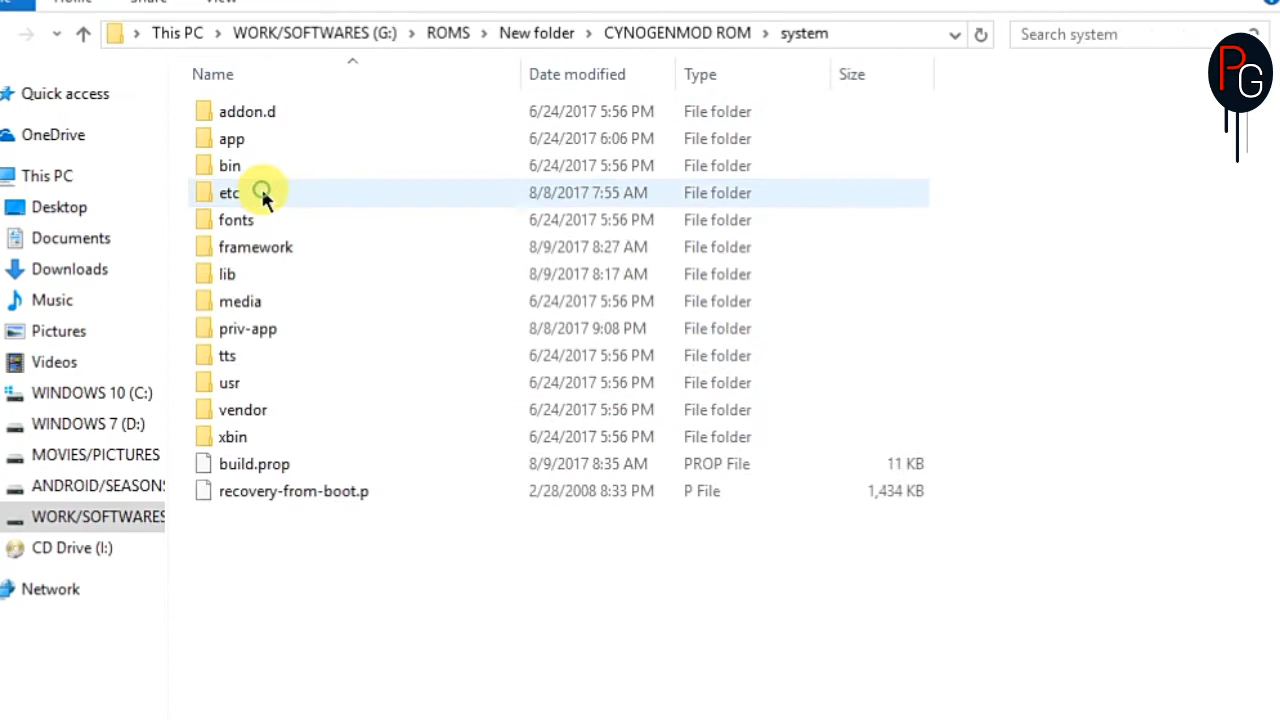 Home Share View
This PC WORK/SOFTWARES (G:) ROMS New folder CYNOGENMOD ROM system
Search system
PG
Name Date modified Type Size
Quick access
OneDrive
This PC
Desktop
Documents
Downloads
Music
Pictures
Videos
WINDOWS 10 (C:)
WINDOWS 7 (D:)
MOVIES/PICTURES
ANDROID/SEASON
WORK/SOFTWARES
CD Drive (I:)
Network
addon.d 6/24/2017 5:56 PM File folder
app 6/24/2017 6:06 PM File folder
bin 6/24/2017 5:56 PM File folder
etc 8/8/2017 7:55 AM File folder
fonts 6/24/2017 5:56 PM File folder
framework 8/9/2017 8:27 AM File folder
lib 8/9/2017 8:17 AM File folder
media 6/24/2017 5:56 PM File folder
priv-app 8/8/2017 9:08 PM File folder
tts 6/24/2017 5:56 PM File folder
usr 6/24/2017 5:56 PM File folder
vendor 6/24/2017 5:56 PM File folder
xbin 6/24/2017 5:56 PM File folder
build.prop 8/9/2017 8:35 AM PROP File 11 KB
recovery-from-boot.p 2/28/2008 8:33 PM P File 1,434 KB